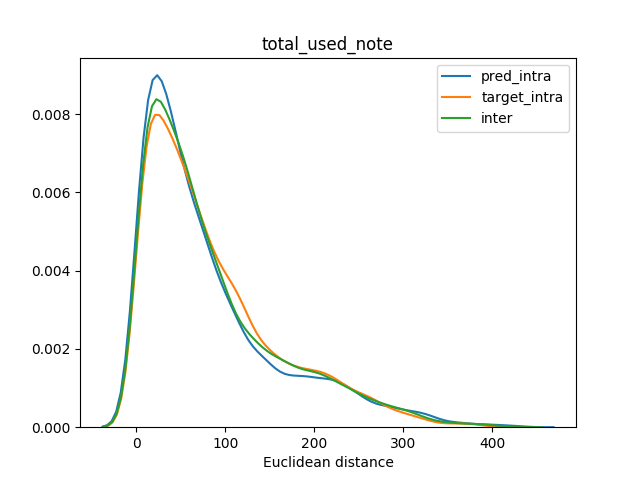 total_used_note
pred_intra
target_intra
inter
0.008
0.006
0.004
0.002
0.000
0 100 200 300 400
Euclidean distance